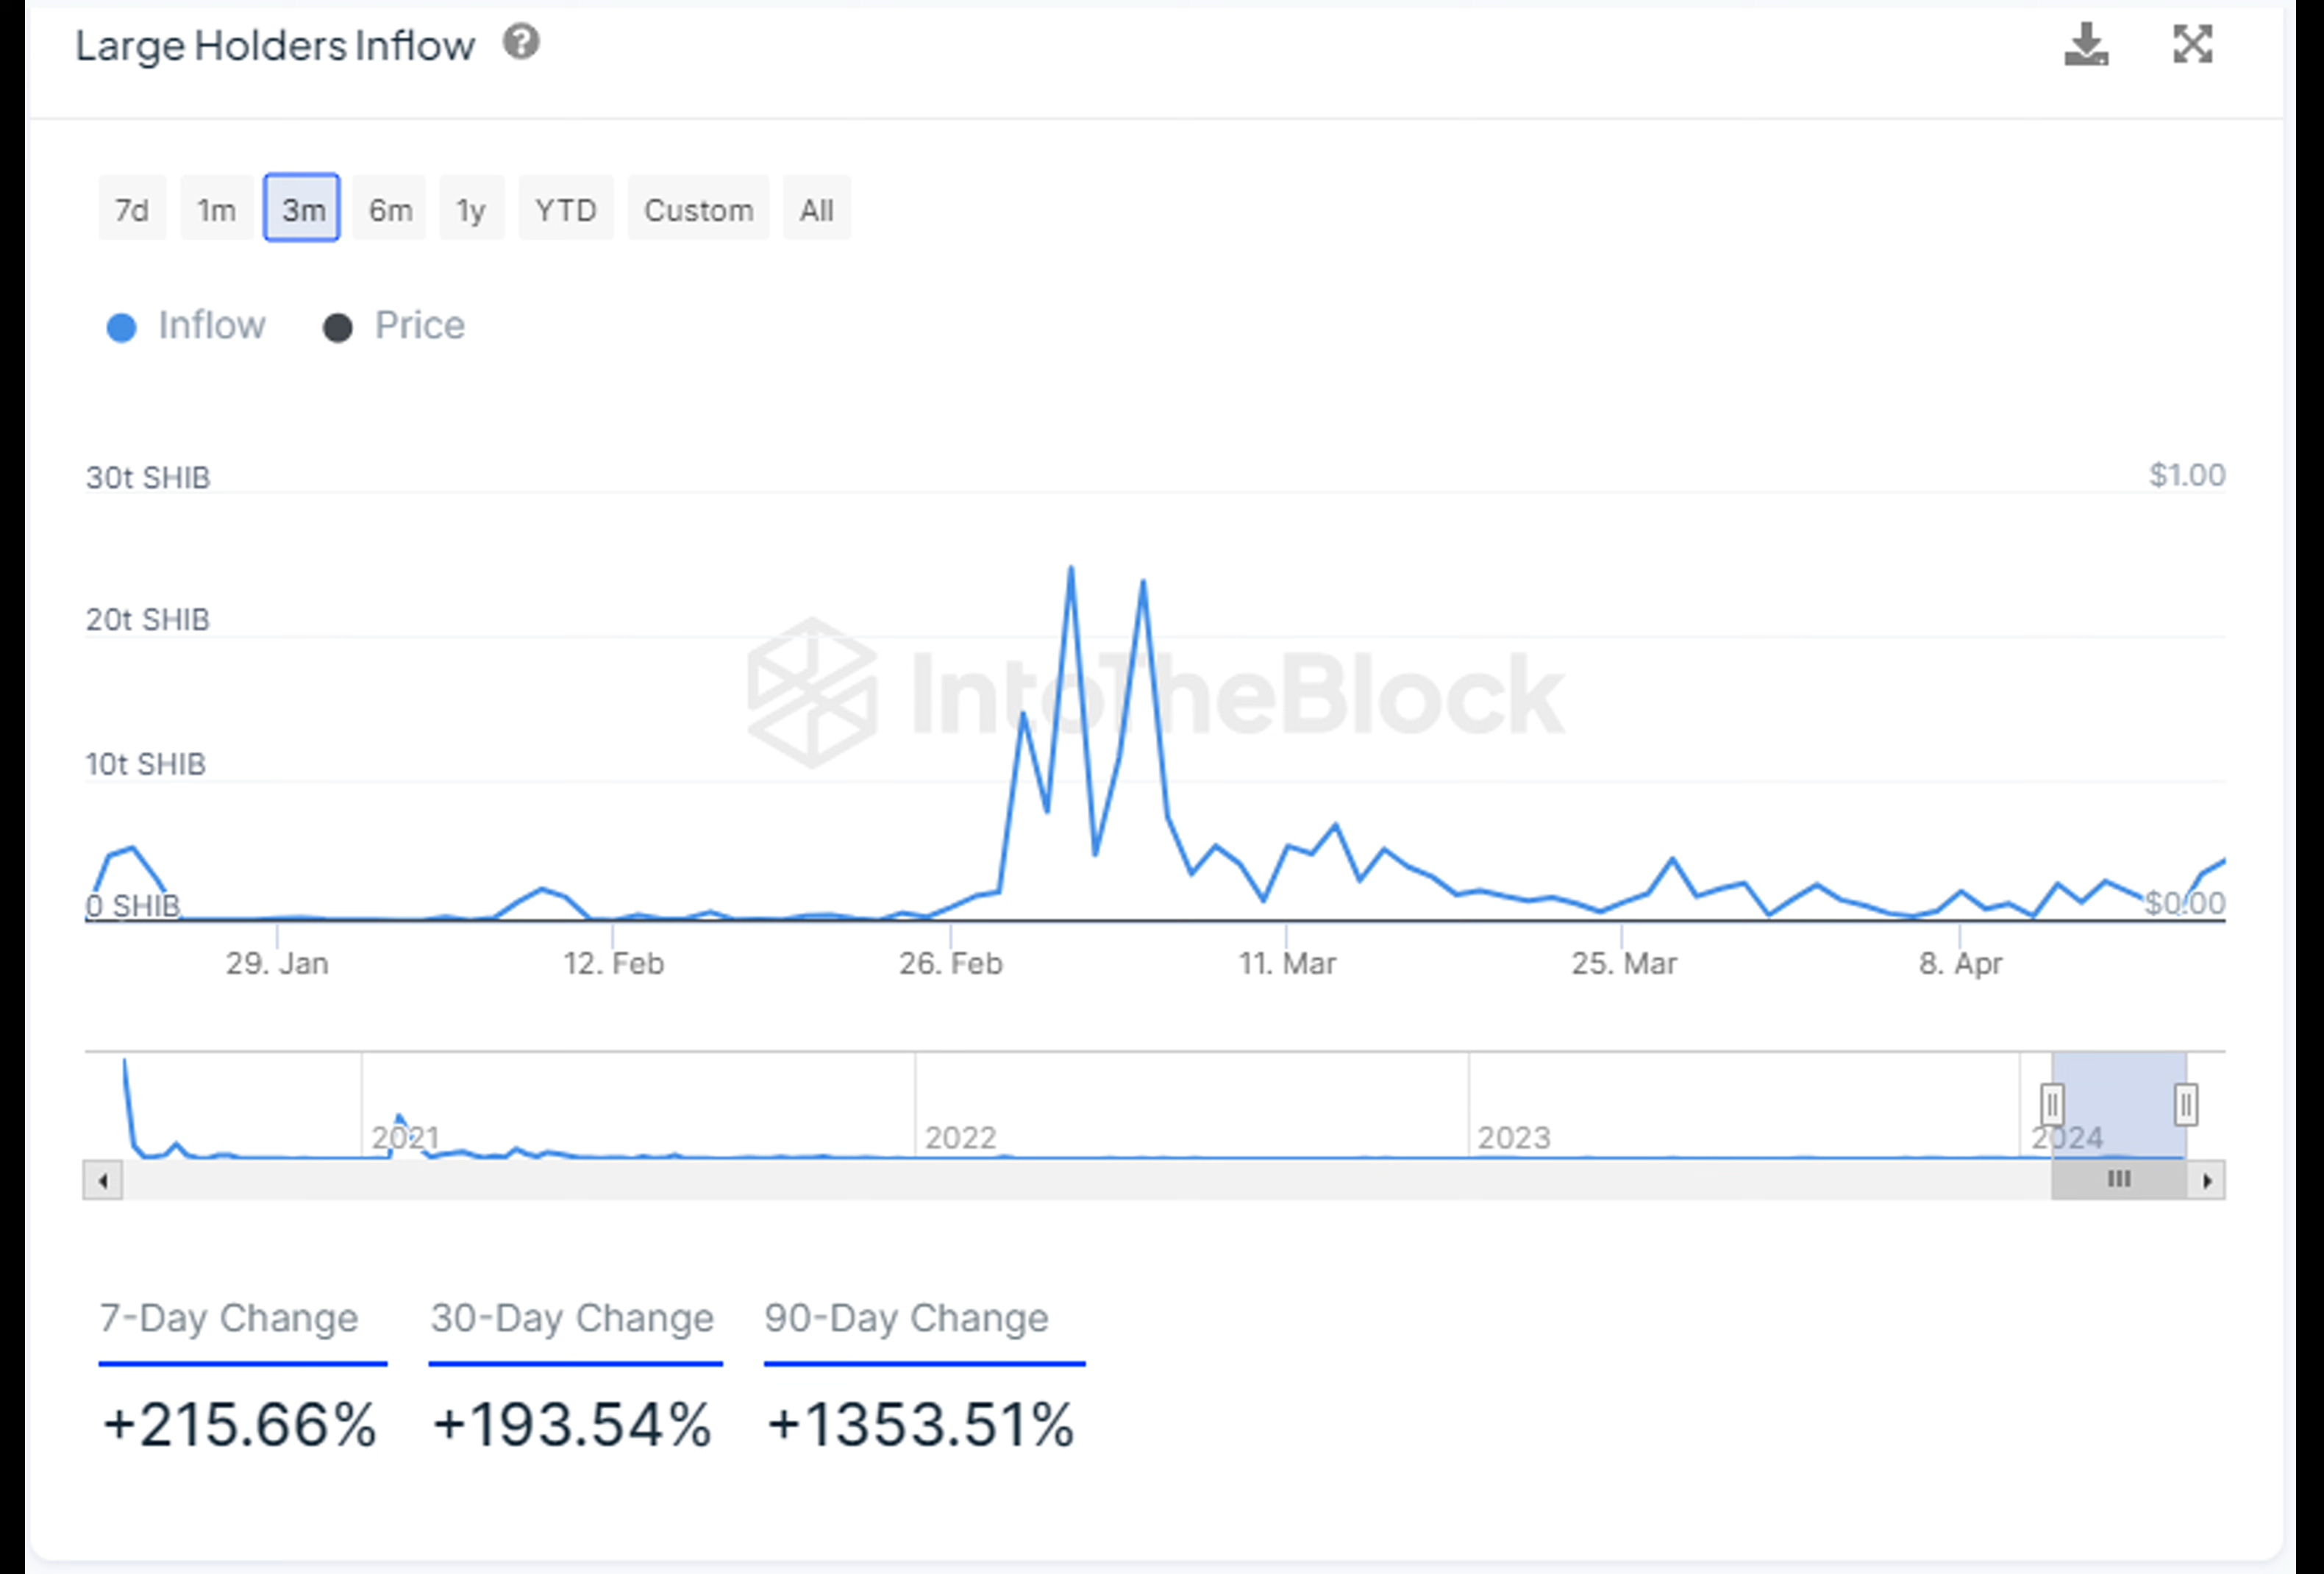 Large Holders Inflow ?
7d 1m 3m 6m 1y YTD Custom All
Inflow Price
30t SHIB $1.00
20t SHIB
IntoTheBlock
10t SHIB
0 SHIB $0.00
29. Jan 12. Feb 26. Feb 11. Mar 25. Mar 8. Apr
2021 2022 2023 2024
7-Day Change 30-Day Change 90-Day Change
+215.66% +193.54% +1353.51%